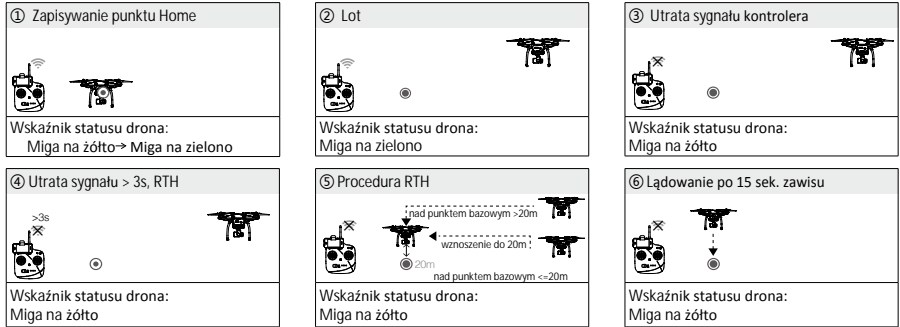 ① Zapisywanie punktu Home
Wskaźnik statusu drona:
Miga na żółto→ Miga na zielono
② Lot
Wskaźnik statusu drona:
Miga na zielono
③ Utrata sygnału kontrolera
Wskaźnik statusu drona:
Miga na żółto
④ Utrata sygnału > 3s, RTH
>3s
Wskaźnik statusu drona:
Miga na żółto
⑤ Procedura RTH
nad punktem bazowym >20m
wznoszenie do 20m
20m
nad punktem bazowym <=20m
Wskaźnik statusu drona:
Miga na żółto
⑥ Lądowanie po 15 sek. zawisu
Wskaźnik statusu drona:
Miga na żółto